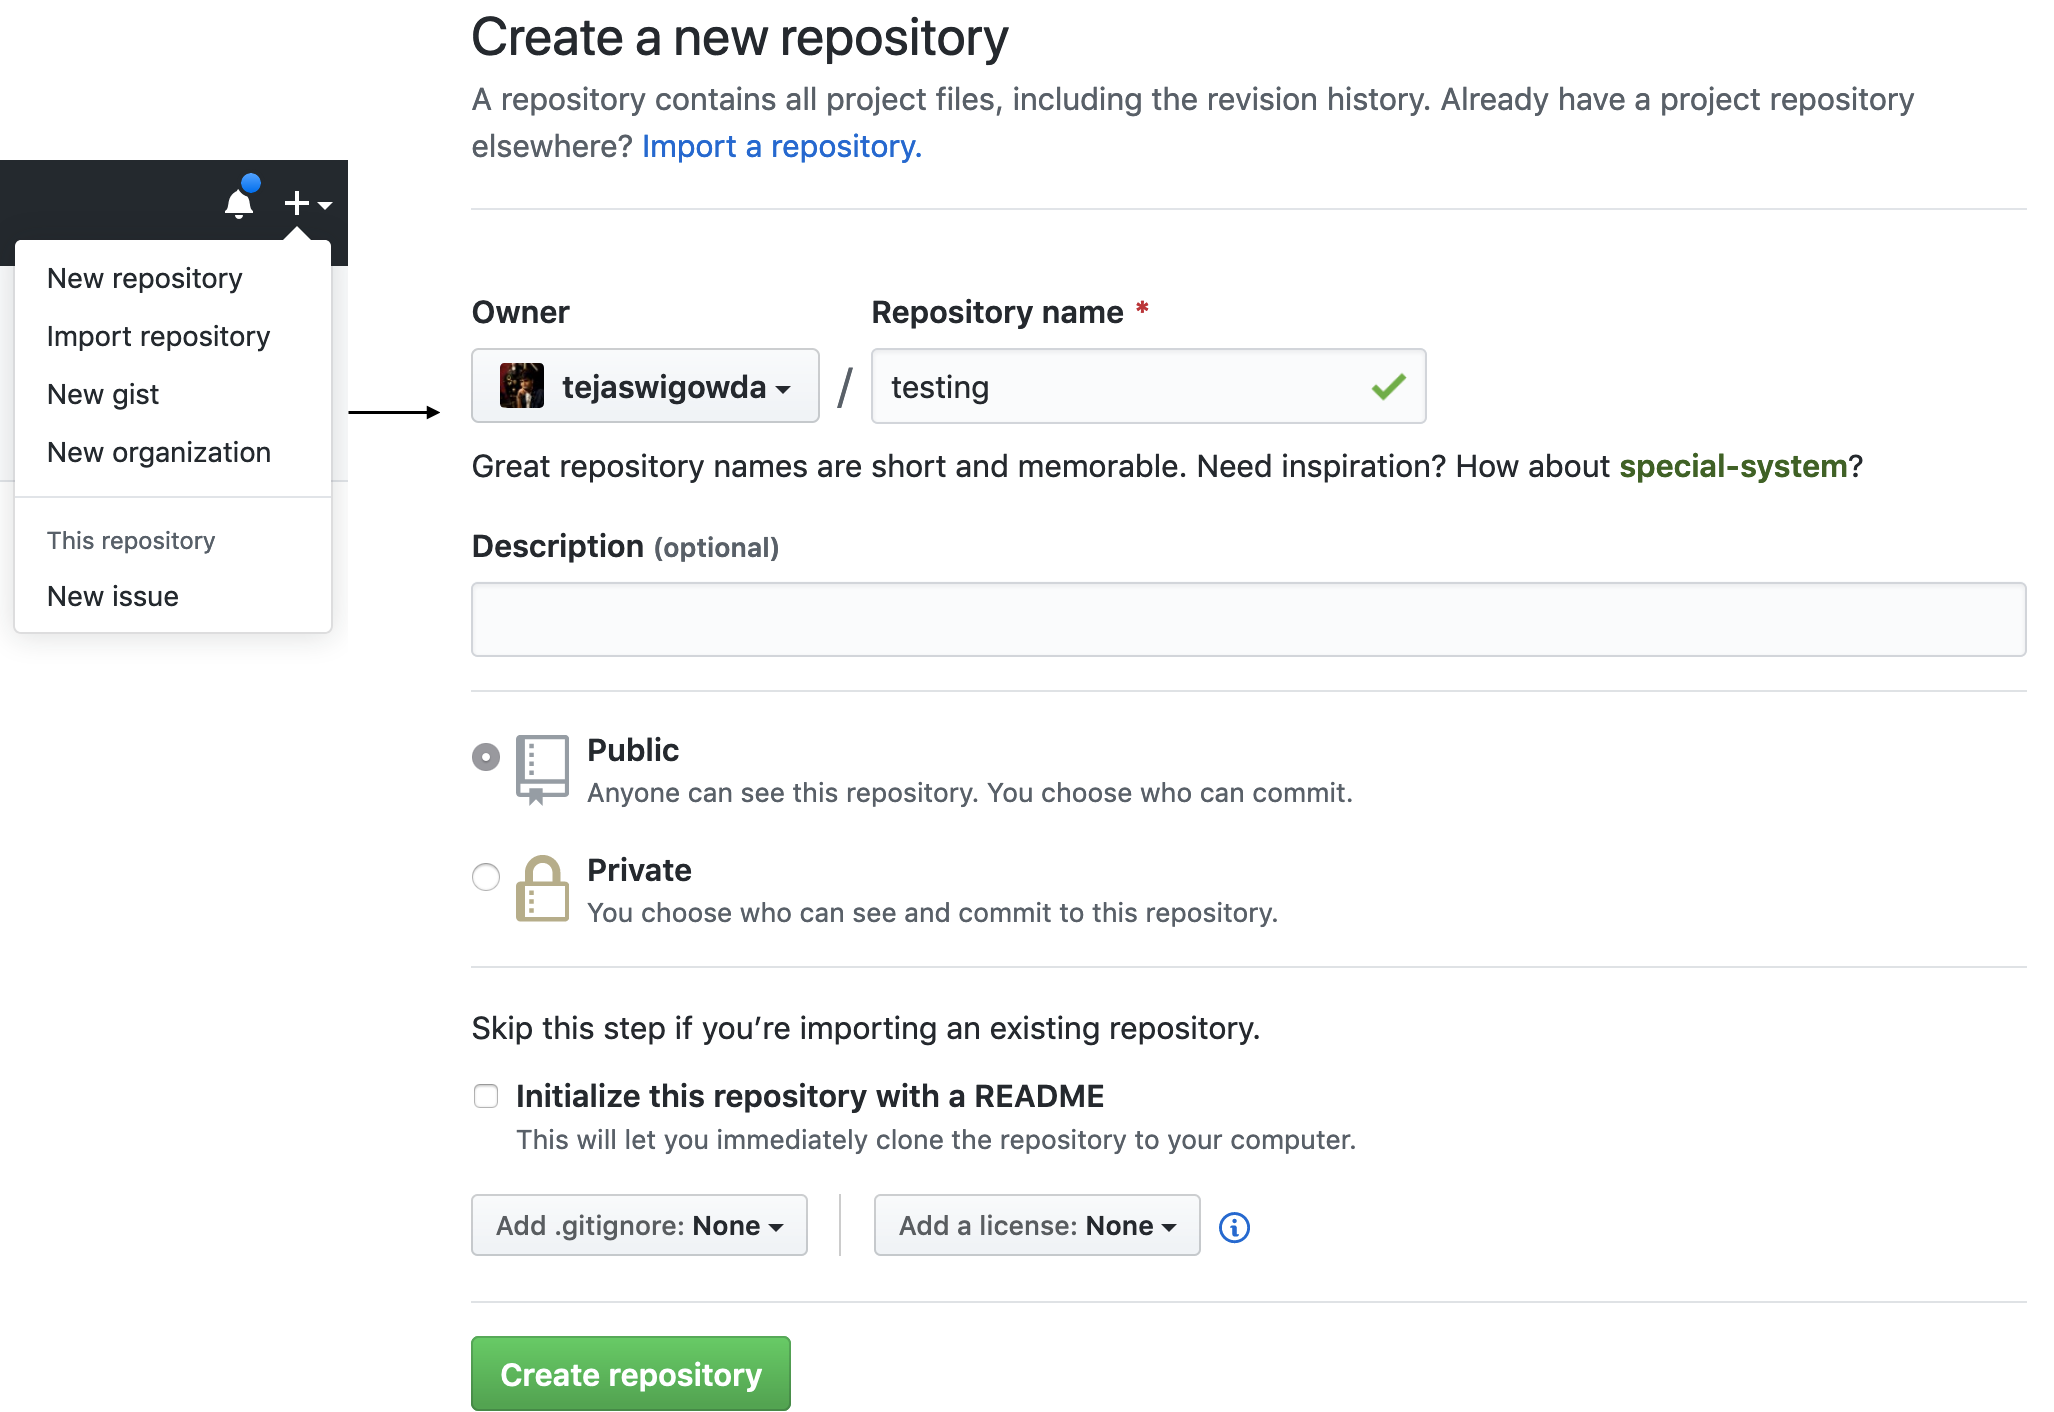 Create a new repository
A repository contains all project files, including the revision history. Already have a project repository
elsewhere? Import a repository.
New repository
Import repository
New gist
New organization
This repository
New issue
Owner
Repository name *
tejaswigowda
/
testing
Great repository names are short and memorable. Need inspiration? How about special-system?
Description (optional)
Public
Anyone can see this repository. You choose who can commit.
Private
You choose who can see and commit to this repository.
Skip this step if you’re importing an existing repository.
Initialize this repository with a README
This will let you immediately clone the repository to your computer.
Add .gitignore: None
Add a license: None
Create repository